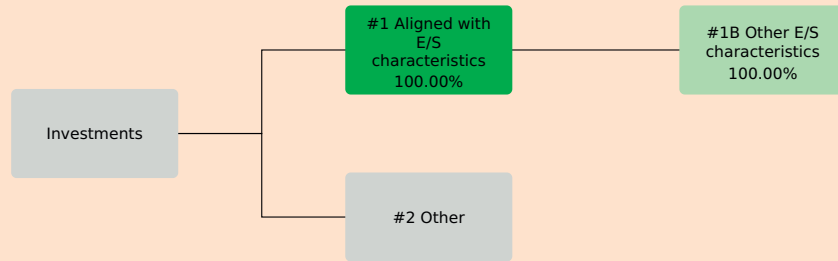 Investments
#1 Aligned with
E/S
characteristics
100.00%
#2 Other
#1B Other E/S
characteristics
100.00%